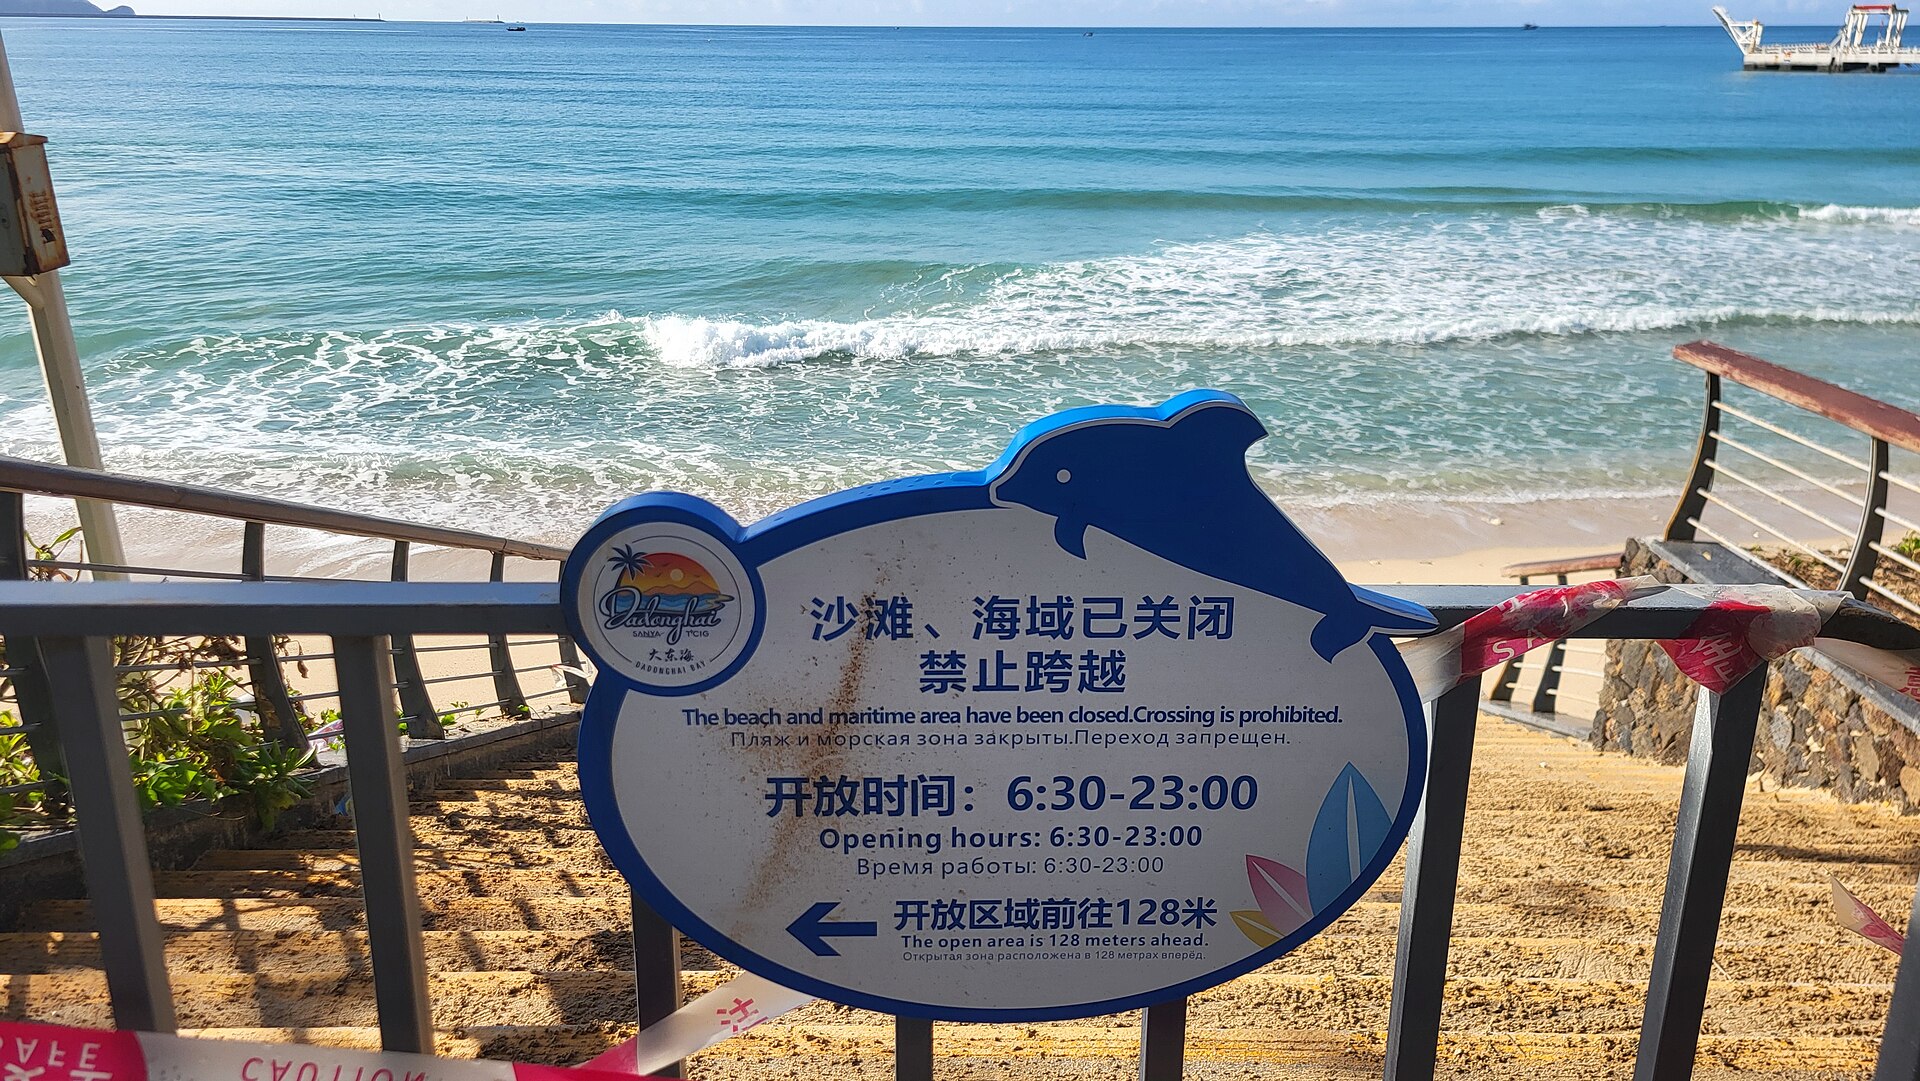 Dadonghai
SANYA· T'CIG
大东海
DADONGHAI BAY
沙滩、海域已关闭
禁止跨越
The beach and maritime area have been closed.Crossing is prohibited.
Пляж и морская зона закрыты.Переход запрещен.
开放时间：6:30-23:00
Opening hours: 6:30-23:00
Время работы: 6:30-23:00
开放区域前往128米
The open area is 128 meters ahead.
Открытая зона расположена в 128 метрах вперёд.
注
SAFE
CAUTION